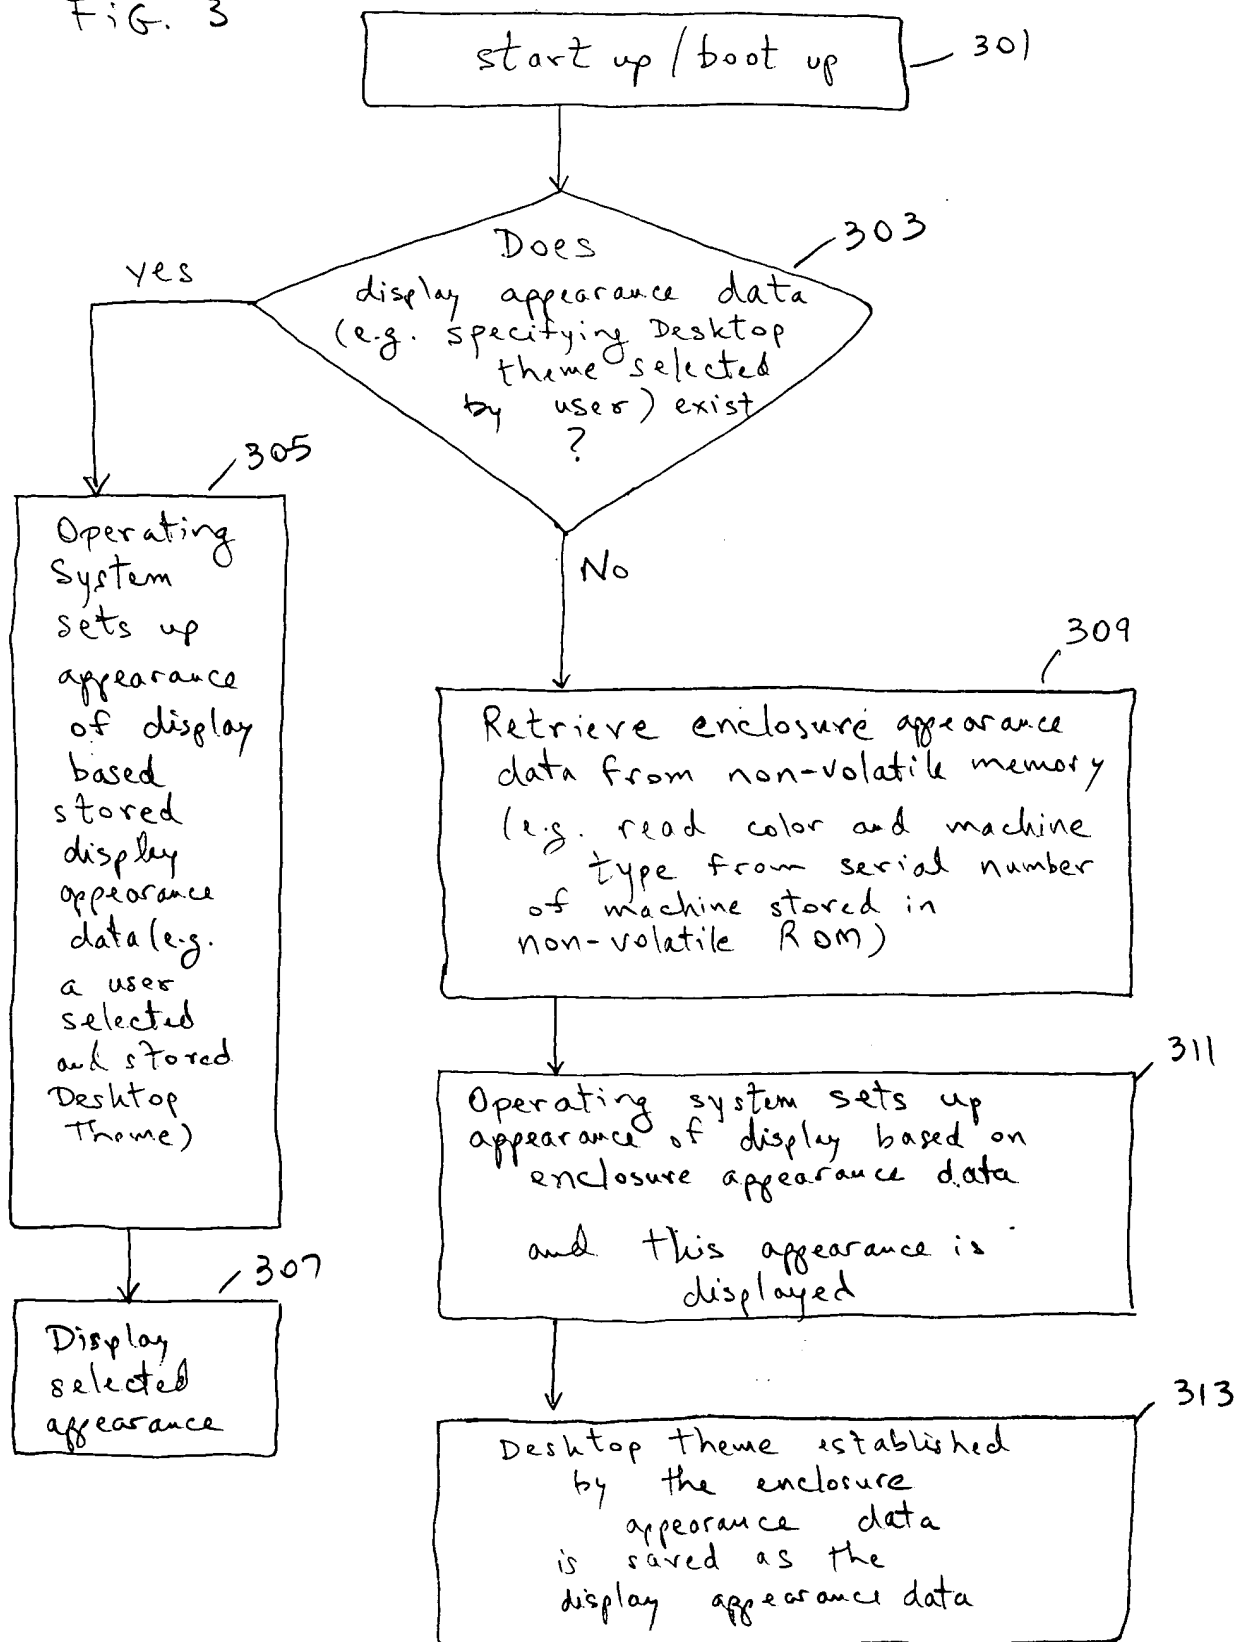 FiG. 3
start up / boot up
301
Does
display appearance data
(e.g. specifying Desktop
theme selected
by user) exist
?
303
yes
No
305
Operating
System
sets up
appearance
of display
based
stored
display
appearance
data (e.g.
a user
selected
and stored
Desktop
Theme)
307
Display
selected
appearance
309
Retrieve enclosure appearance
data from non-volatile memory
(e.g. read color and machine
type from serial number
of machine stored in
non-volatile ROM)
311
Operating system sets up
appearance of display based on
enclosure appearance data
and this appearance is
displayed
313
Desktop theme established
by the enclosure
appearance data
is saved as the
display appearance data